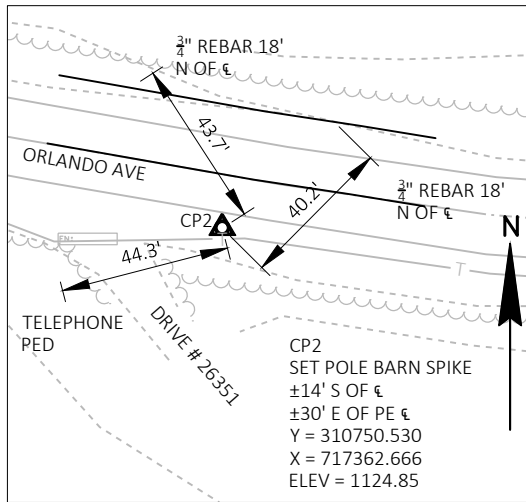 ¾" REBAR 18'
N OF ℄
43.7'
ORLANDO AVE
40.2'
¾" REBAR 18'
N OF ℄
CP2
N
44.3'
T
TELEPHONE
PED
DRIVE # 26351
CP2
SET POLE BARN SPIKE
±14' S OF ℄
±30' E OF PE ℄
Y = 310750.530
X = 717362.666
ELEV = 1124.85